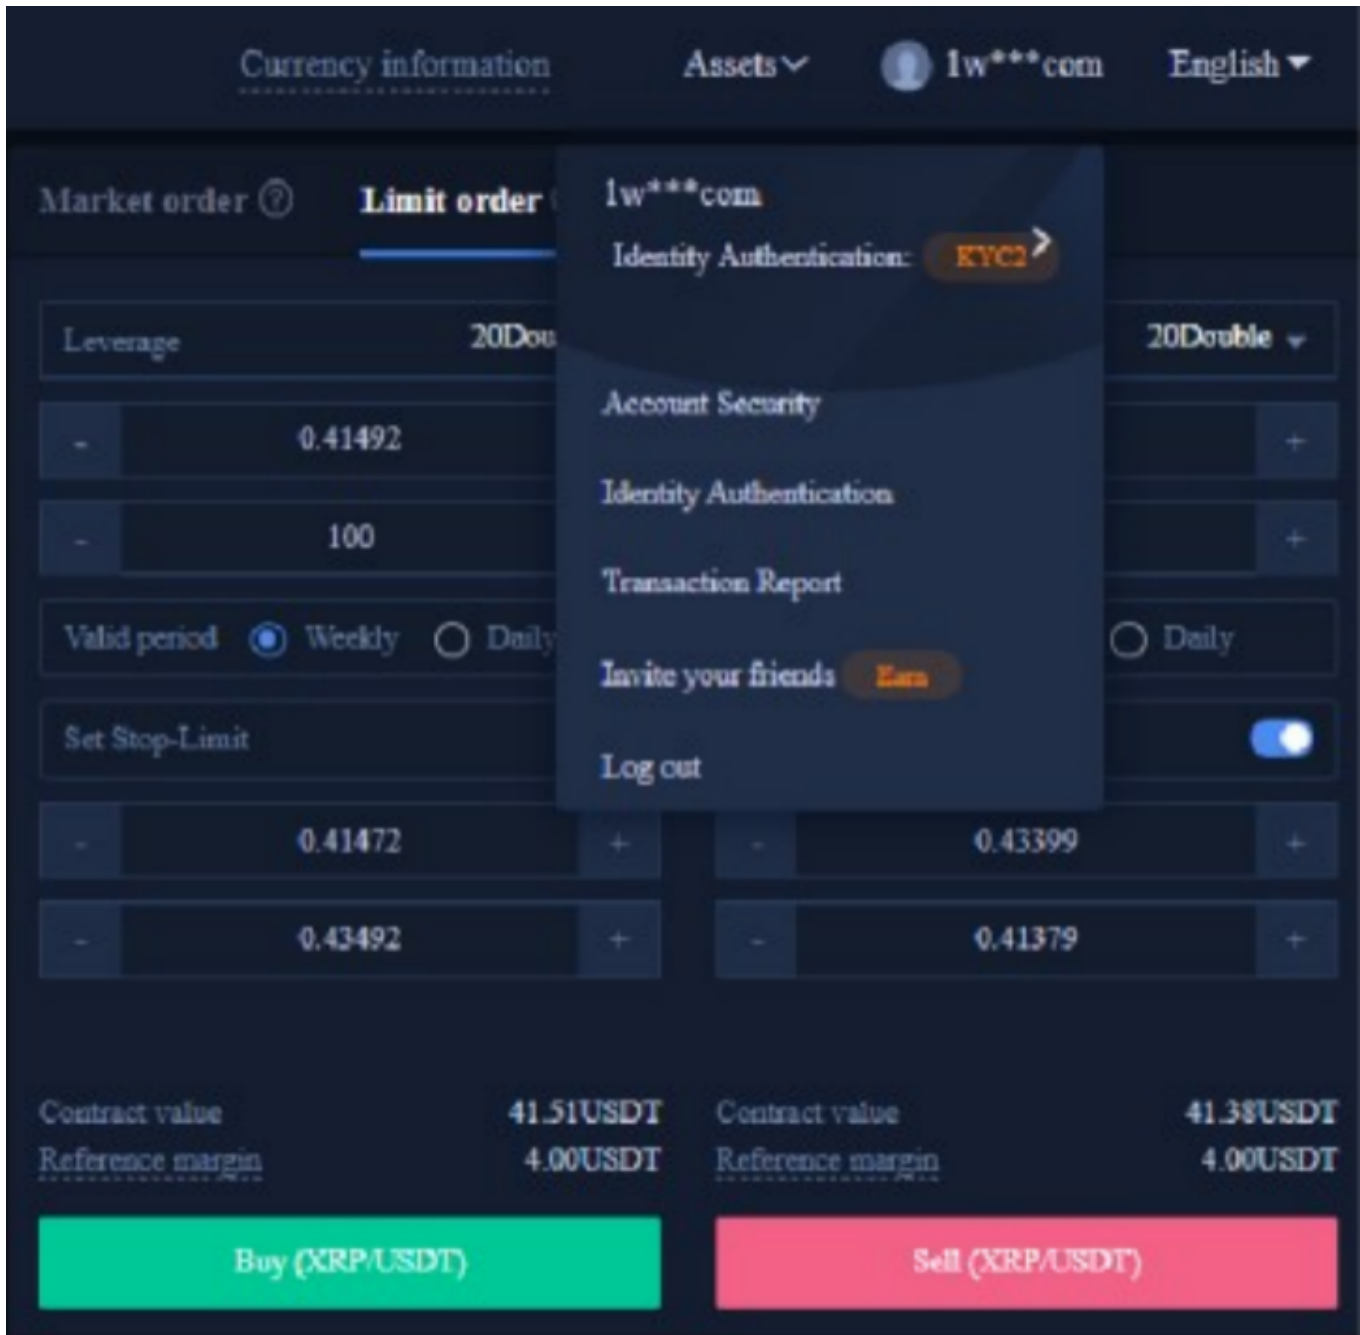 Currency information Assets 1w***com English
Market order ? Limit order
1w***com
Identity Authentication: KYC2
Leverage 20Dou 20Double
Account Security
- 0.41492 +
Identity Authentication
- 100 +
Transaction Report
Valid period Weekly Daily Daily
Invite your friends Earn
Set Stop-Limit
Log out
- 0.41472 + - 0.43399 +
- 0.43492 + - 0.41379 +
Contract value 41.51USDT Contract value 41.38USDT
Reference margin 4.00USDT Reference margin 4.00USDT
Buy (XRP/USDT) Sell (XRP/USDT)